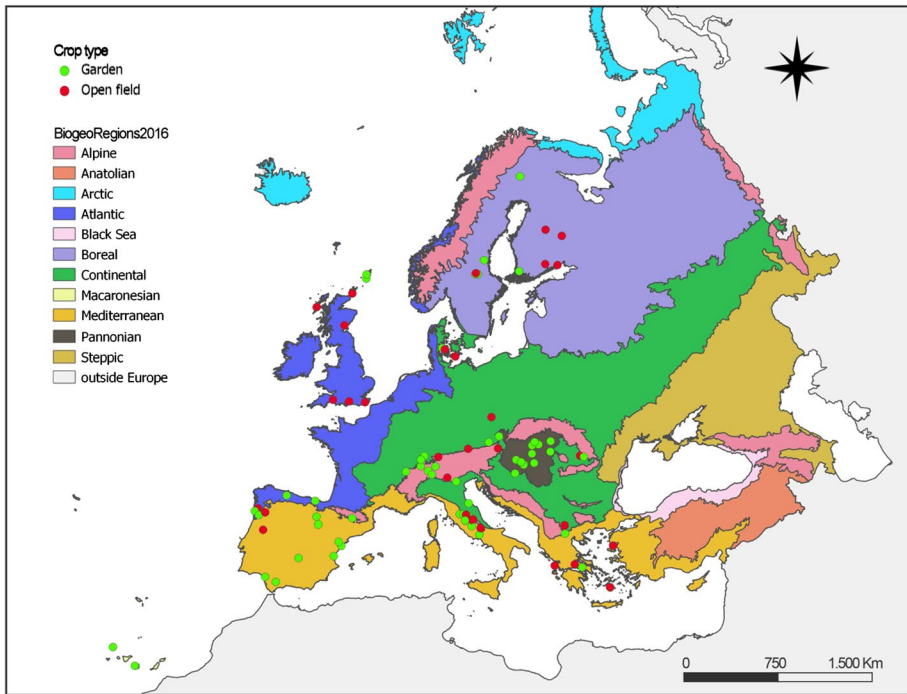 Crop type
Garden
Open field
BiogeoRegions2016
Alpine
Anatolian
Arctic
Atlantic
Black Sea
Boreal
Continental
Macaronesian
Mediterranean
Pannonian
Steppic
outside Europe
0 750 1.500 Km